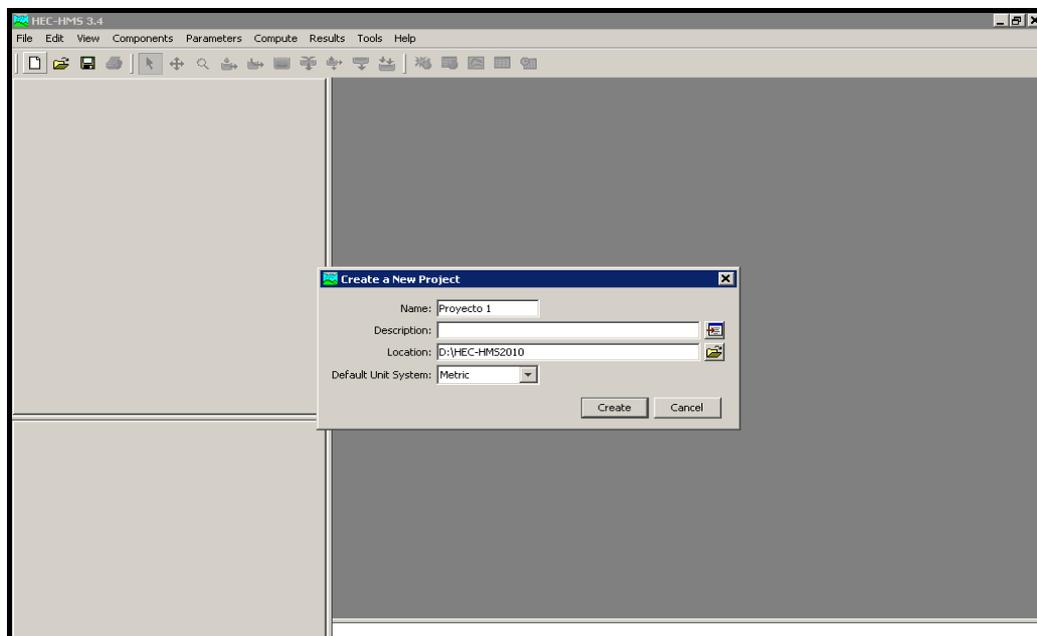 HEC-HMS 3.4
File Edit View Components Parameters Compute Results Tools Help
Create a New Project
Name: Proyecto 1
Description:
Location: D:\HEC-HMS2010
Default Unit System: Metric
Create Cancel